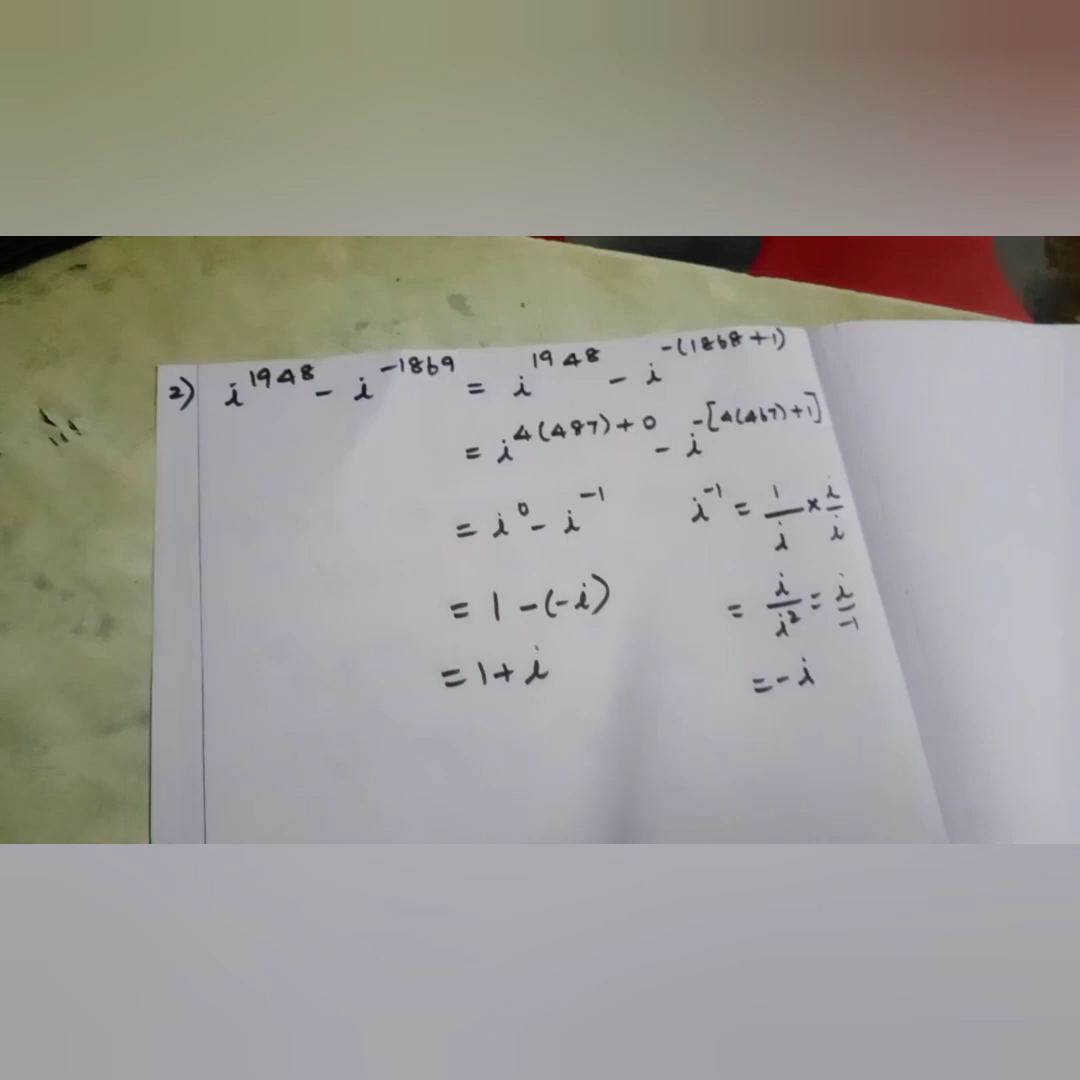 2) i^1948 - i^-1869 = i^1948 - i^-(1868+1)
= i^4(487)+0 - i^-[4(467)+1]
= i^0 - i^-1    i^-1 = 1/i × i/i
= 1 - (-i)    = i/i^2 = i/-1
= 1 + i    = -i